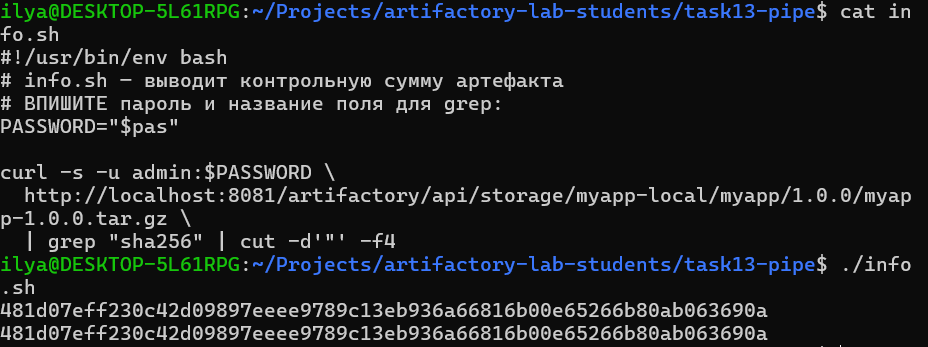 ilya@DESKTOP-5L61RPG:~/Projects/artifactory-lab-students/task13-pipe$ cat in
fo.sh
#!/usr/bin/env bash
# info.sh — выводит контрольную сумму артефакта
# ВПИШИТЕ пароль и название поля для grep:
PASSWORD="$pas"

curl -s -u admin:$PASSWORD \
  http://localhost:8081/artifactory/api/storage/myapp-local/myapp/1.0.0/myap
p-1.0.0.tar.gz \
  | grep "sha256" | cut -d'"' -f4
ilya@DESKTOP-5L61RPG:~/Projects/artifactory-lab-students/task13-pipe$ ./info
.sh
481d07eff230c42d09897eeee9789c13eb936a66816b00e65266b80ab063690a
481d07eff230c42d09897eeee9789c13eb936a66816b00e65266b80ab063690a